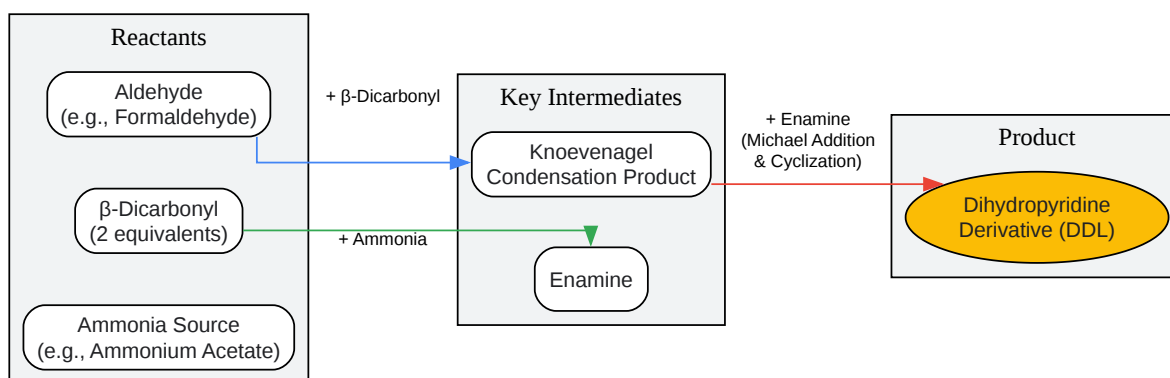 Reactants
Aldehyde
(e.g., Formaldehyde)
β-Dicarbonyl
(2 equivalents)
Ammonia Source
(e.g., Ammonium Acetate)
+ β-Dicarbonyl
+ Ammonia
Key Intermediates
Knoevenagel
Condensation Product
Enamine
+ Enamine
(Michael Addition
& Cyclization)
Product
Dihydropyridine
Derivative (DDL)